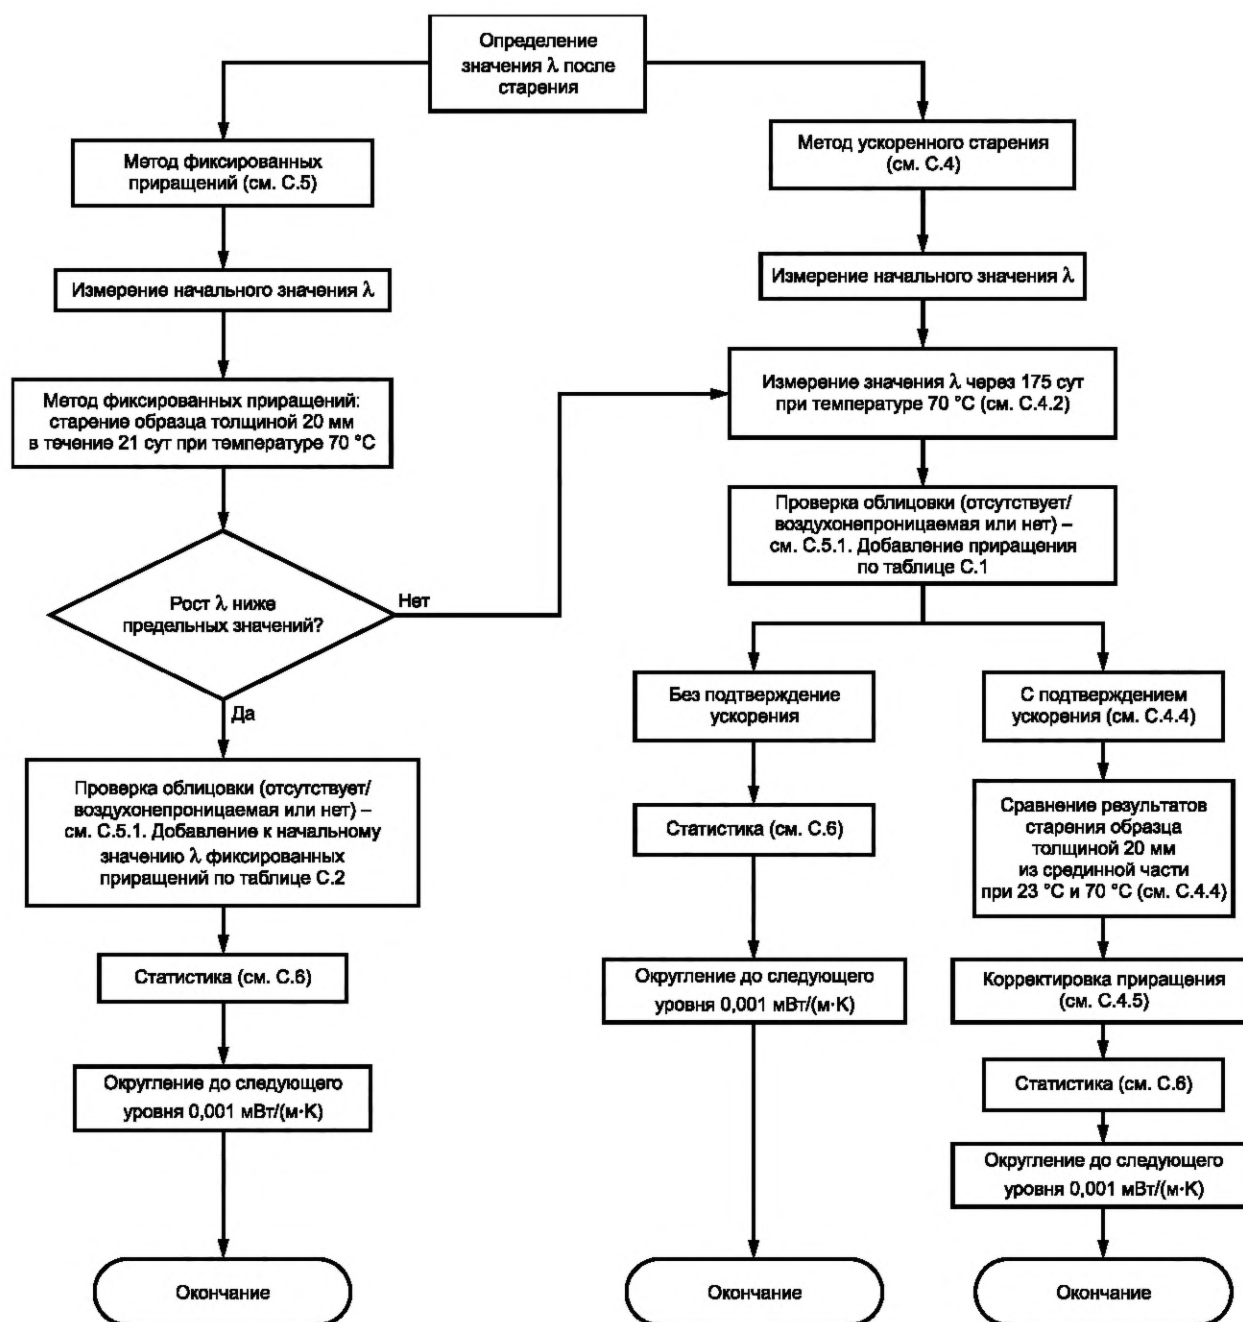 Определение
значения λ после
старения
Метод фиксированных
приращений (см. С.5)
Измерение начального значения λ
Метод фиксированных приращений:
старение образца толщиной 20 мм
в течение 21 сут при температуре 70 °С
Рост λ ниже
предельных значений?
Нет
Да
Проверка облицовки (отсутствует/
воздухонепроницаемая или нет) –
см. С.5.1. Добавление к начальному
значению λ фиксированных
приращений по таблице С.2
Статистика (см. С.6)
Округление до следующего
уровня 0,001 мВт/(м·К)
Окончание
Метод ускоренного старения
(см. С.4)
Измерение начального значения λ
Измерение значения λ через 175 сут
при температуре 70 °С (см. С.4.2)
Проверка облицовки (отсутствует/
воздухонепроницаемая или нет) –
см. С.5.1. Добавление приращения
по таблице С.1
Без подтверждение
ускорения
Статистика (см. С.6)
Округление до следующего
уровня 0,001 мВт/(м·К)
Окончание
С подтверждением
ускорения (см. С.4.4)
Сравнение результатов
старения образца
толщиной 20 мм
из срединной части
при 23 °С и 70 °С (см. С.4.4)
Корректировка приращения
(см. С.4.5)
Статистика (см. С.6)
Округление до следующего
уровня 0,001 мВт/(м·К)
Окончание